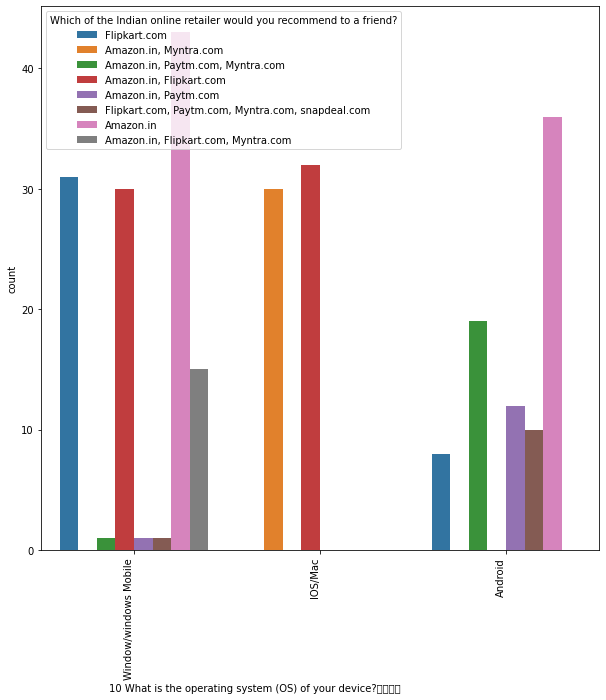 Which of the Indian online retailer would you recommend to a friend?
Flipkart.com
Amazon.in, Myntra.com
Amazon.in, Paytm.com, Myntra.com
Amazon.in, Flipkart.com
Amazon.in, Paytm.com
Flipkart.com, Paytm.com, Myntra.com, snapdeal.com
Amazon.in
Amazon.in, Flipkart.com, Myntra.com
40
30
20
10
0
count
Window/windows Mobile
IOS/Mac
Android
10 What is the operating system (OS) of your device?